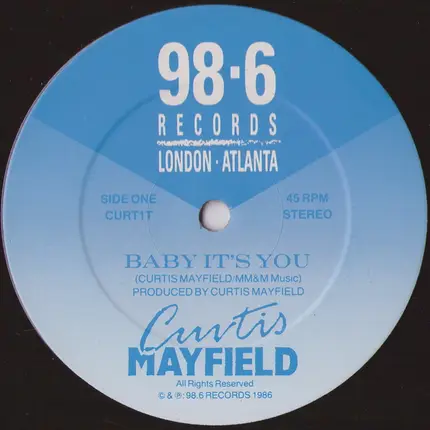 98·6
RECORDS
LONDON · ATLANTA
SIDE ONE 45 RPM
CURT1T STEREO
BABY IT'S YOU
(CURTIS MAYFIELD/MM&M Music)
PRODUCED BY CURTIS MAYFIELD
Curtis
MAYFIELD
All Rights Reserved
© & ℗: 98.6 RECORDS 1986